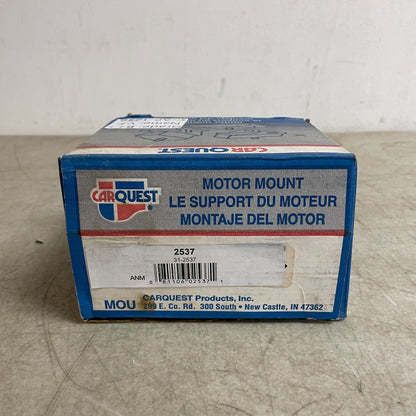 CARQUEST
CARQUEST
MOTOR MOUNT
LE SUPPORT DU MOTEUR
MONTAJE DEL MOTOR
2537
31-2537
ANM
MOU
CARQUEST Products, Inc.
299 E. Co. Rd. 300 South • New Castle, IN 47362